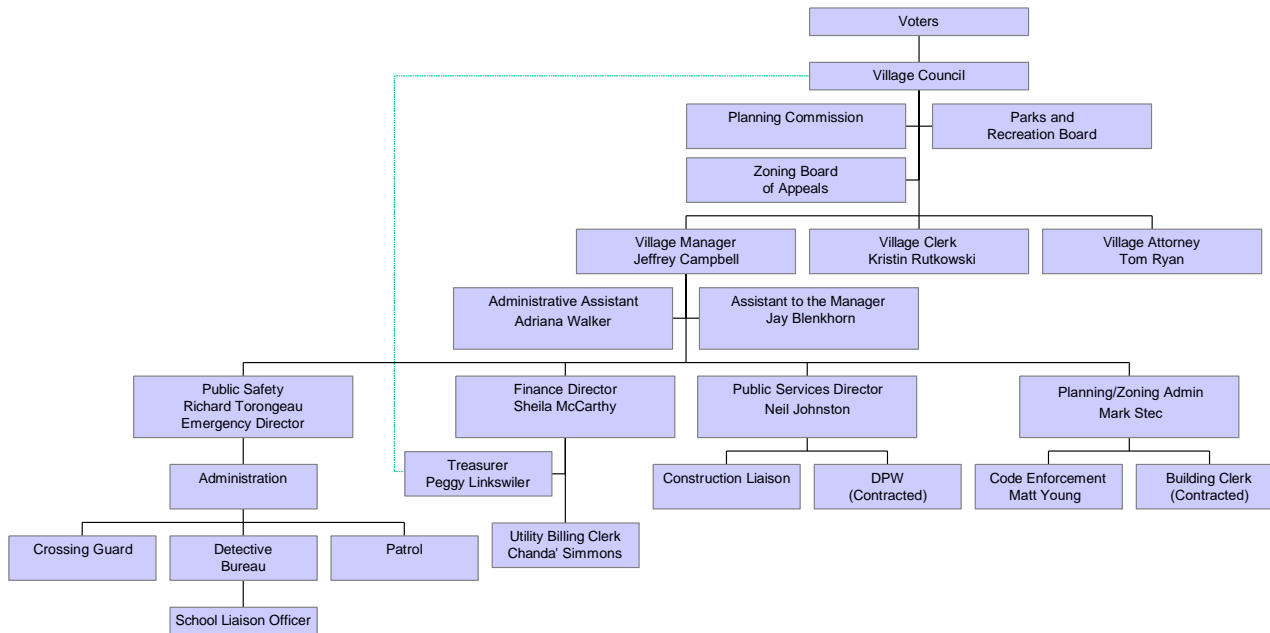 Voters
Village Council
Planning Commission
Parks and
Recreation Board
Zoning Board
of Appeals
Village Manager
Jeffrey Campbell
Village Clerk
Kristin Rutkowski
Village Attorney
Tom Ryan
Administrative Assistant
Adriana Walker
Assistant to the Manager
Jay Blenkhorn
Public Safety
Richard Torongeau
Emergency Director
Finance Director
Sheila McCarthy
Public Services Director
Neil Johnston
Planning/Zoning Admin
Mark Stec
Administration
Treasurer
Peggy Linkswiler
Construction Liaison
DPW
(Contracted)
Code Enforcement
Matt Young
Building Clerk
(Contracted)
Crossing Guard
Detective
Bureau
Patrol
Utility Billing Clerk
Chanda' Simmons
School Liaison Officer